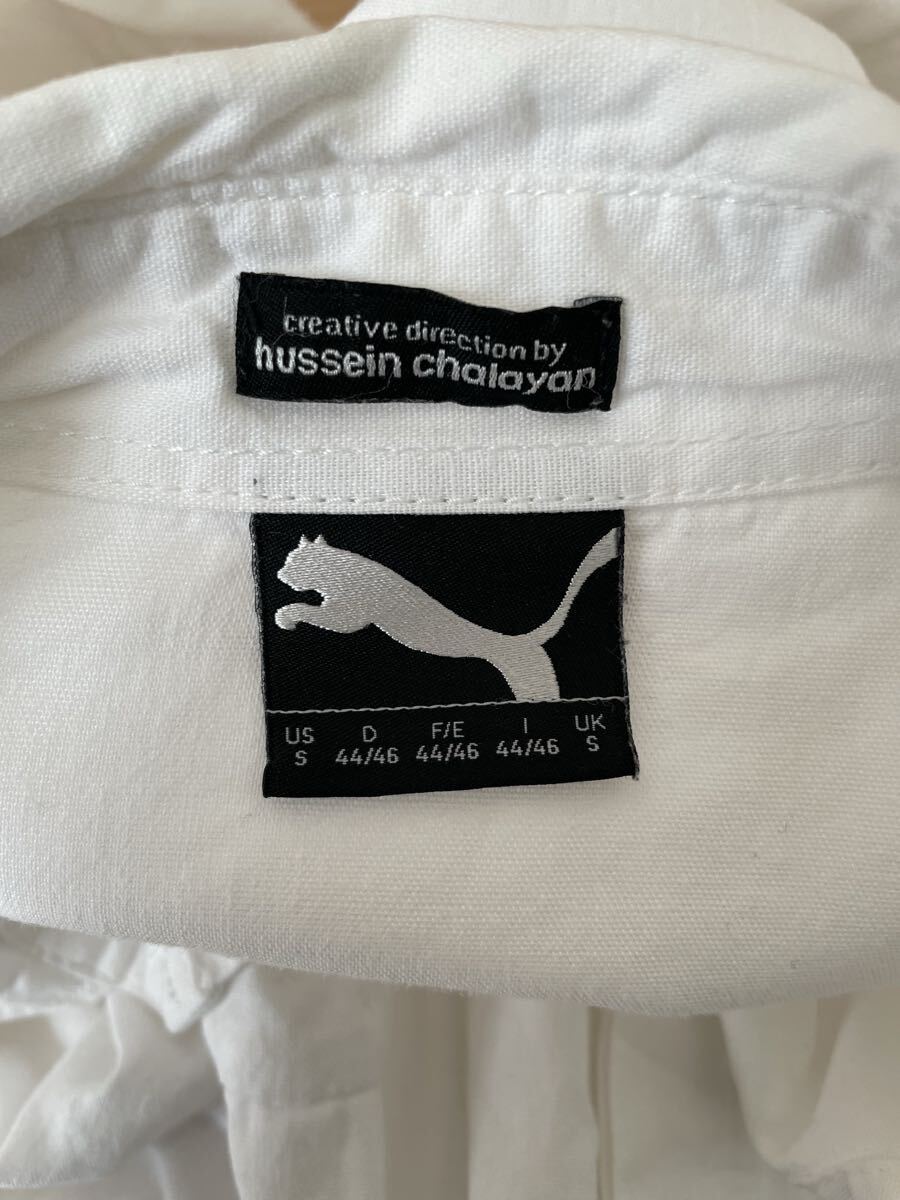 creative direction by
hussein chalayan
US D F/E I UK
S 44/46 44/46 44/46 S